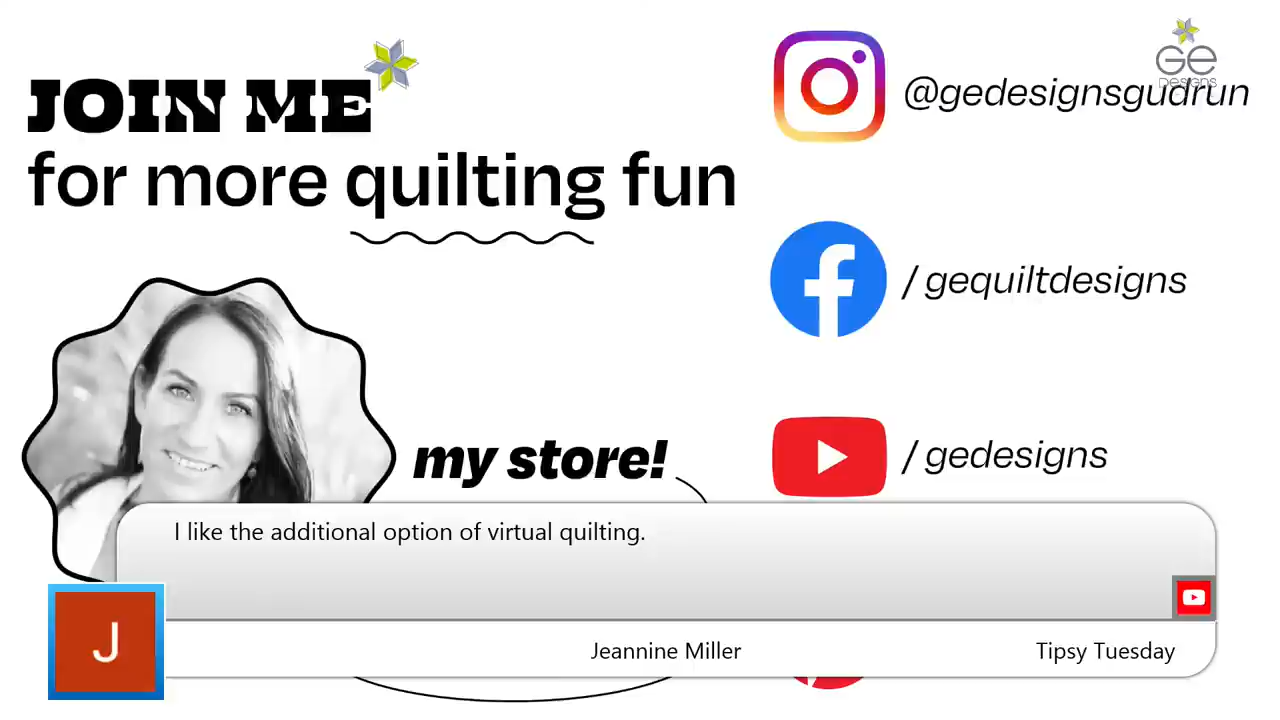 JOIN ME
for more quilting fun
@gedesignsgudrun
GE
DESIGNS
/ gequiltdesigns
/ gedesigns
my store!
I like the additional option of virtual quilting.
J
Jeannine Miller
Tipsy Tuesday